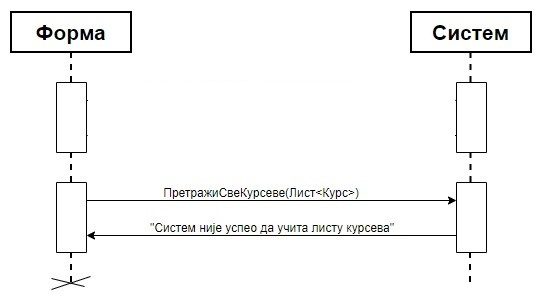 Форма
Систем
ПретражиСвеКурсеве(Лист<Курс>)
"Систем није успео да учита листу курсева"